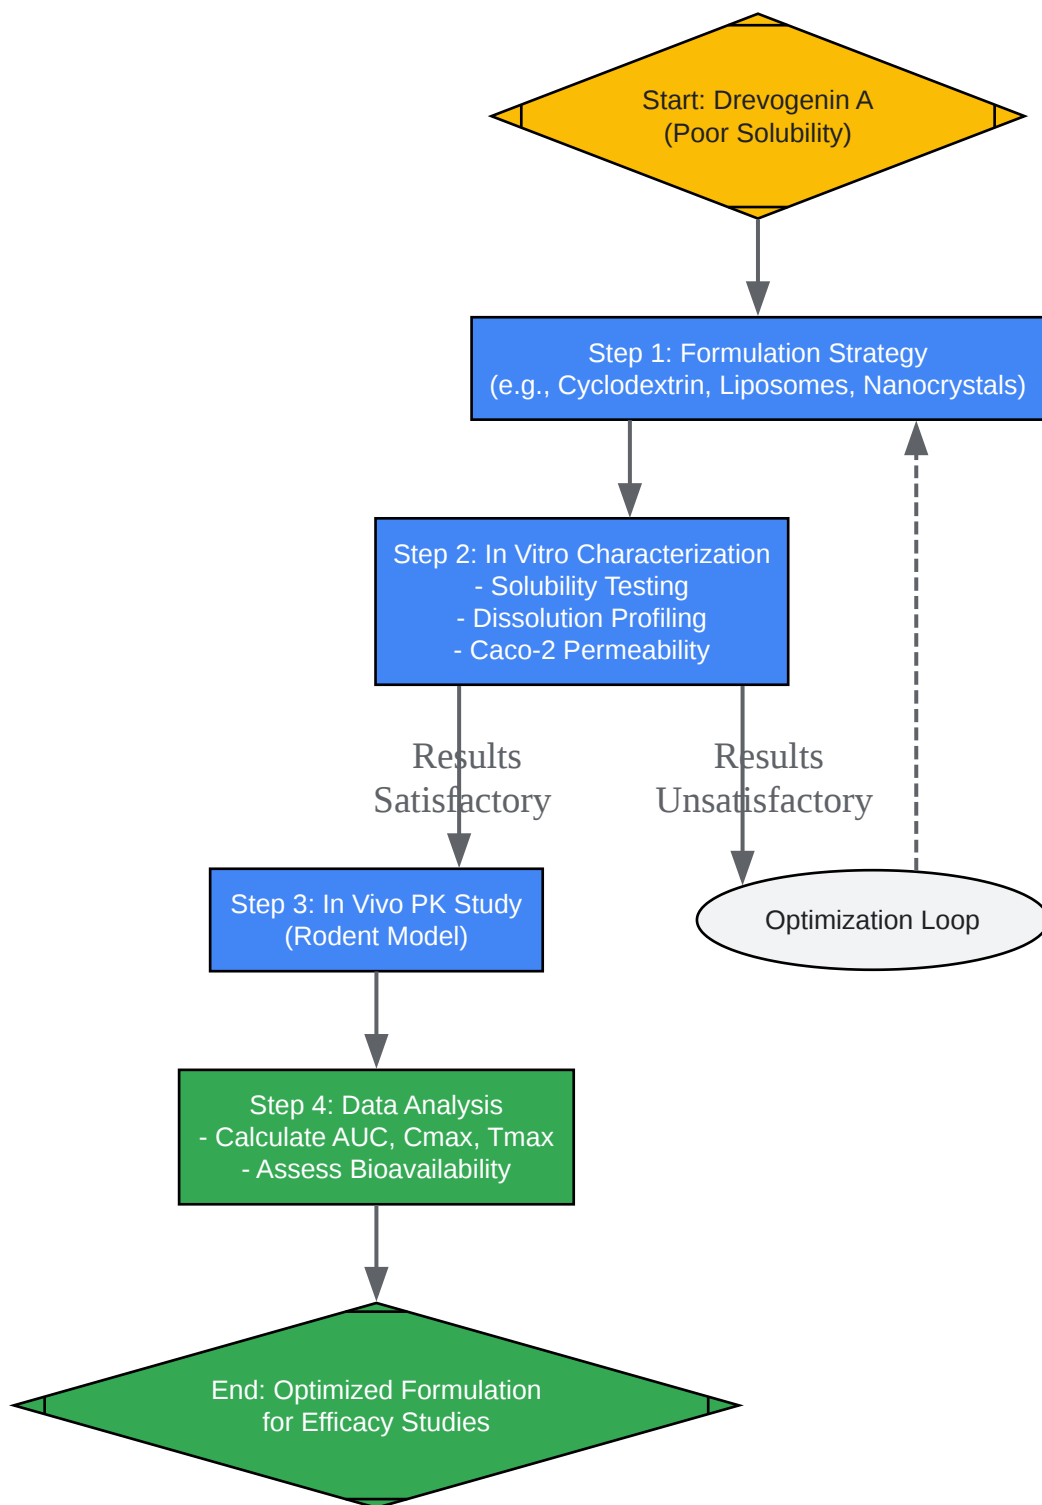 Start: Drevogenin A
(Poor Solubility)
Step 1: Formulation Strategy
(e.g., Cyclodextrin, Liposomes, Nanocrystals)
Step 2: In Vitro Characterization
- Solubility Testing
- Dissolution Profiling
- Caco-2 Permeability
Results
Satisfactory
Results
Unsatisfactory
Step 3: In Vivo PK Study
(Rodent Model)
Optimization Loop
Step 4: Data Analysis
- Calculate AUC, Cmax, Tmax
- Assess Bioavailability
End: Optimized Formulation
for Efficacy Studies